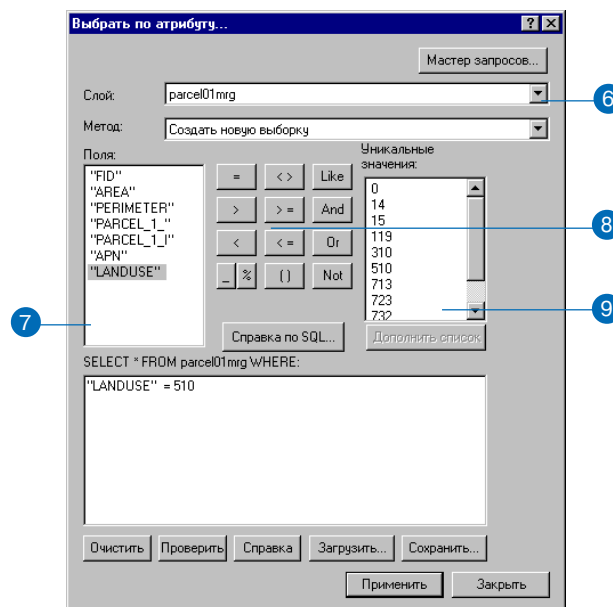 Выбрать по атрибуту...
? X
Мастер запросов...
Слой: parcel01mrg
6
Метод: Создать новую выборку
Поля:
"FID"
"AREA"
"PERIMETER"
"PARCEL_1_"
"PARCEL_1_I"
"APN"
"LANDUSE"
7
= < > Like
> > = And
< < = Or
_ % ( ) Not
8
Уникальные
значения:
0
14
15
119
310
510
713
723
732
9
Справка по SQL...
Дополнить список
SELECT * FROM parcel01mrg WHERE:
"LANDUSE" = 510
Очистить Проверить Справка Загрузить... Сохранить...
Применить Закрыть